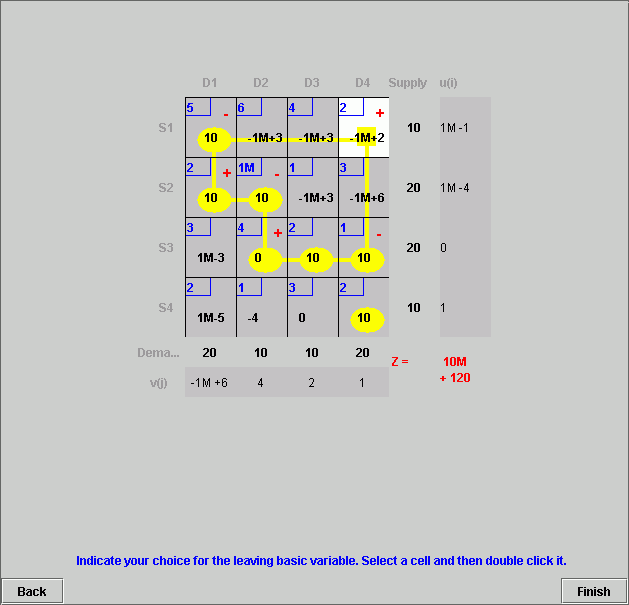 D1 D2 D3 D4 Supply u(i)
5 - 6 4 2 +
S1 10 -1M+3 -1M+3 -1M+2 10 1M -1
2 + 1M - 1 3
S2 10 10 -1M+3 -1M+6 20 1M -4
3 4 + 2 1 -
S3 1M-3 0 10 10 20 0
2 1 3 2
S4 1M-5 -4 0 10 10 1
Dema... 20 10 10 20
Z = 10M
+ 120
v(j) -1M +6 4 2 1
Indicate your choice for the leaving basic variable. Select a cell and then double click it.
Back Finish